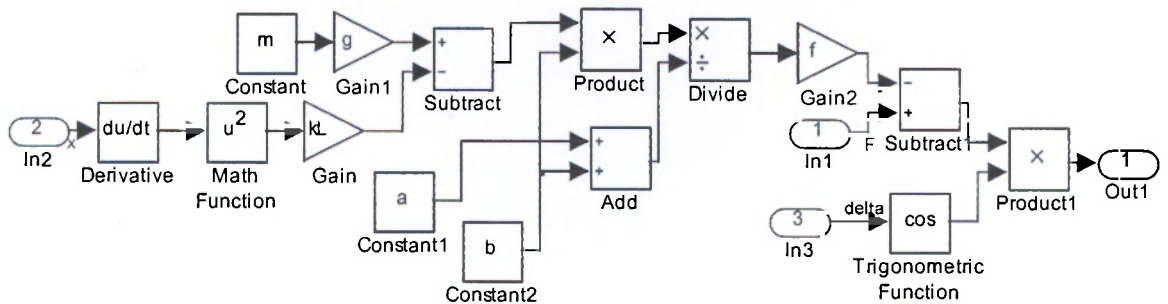 m
Constant
g
Gain1
+
−
Subtract
×
Product
×
÷
Divide
f
Gain2
2
x
In2
du/dt
Derivative
u²
Math
Function
kL
Gain
a
Constant1
b
Constant2
+
+
Add
1
In1
F
−
+
Subtract1
3
In3
delta
cos
Trigonometric
Function
×
Product1
1
Out1